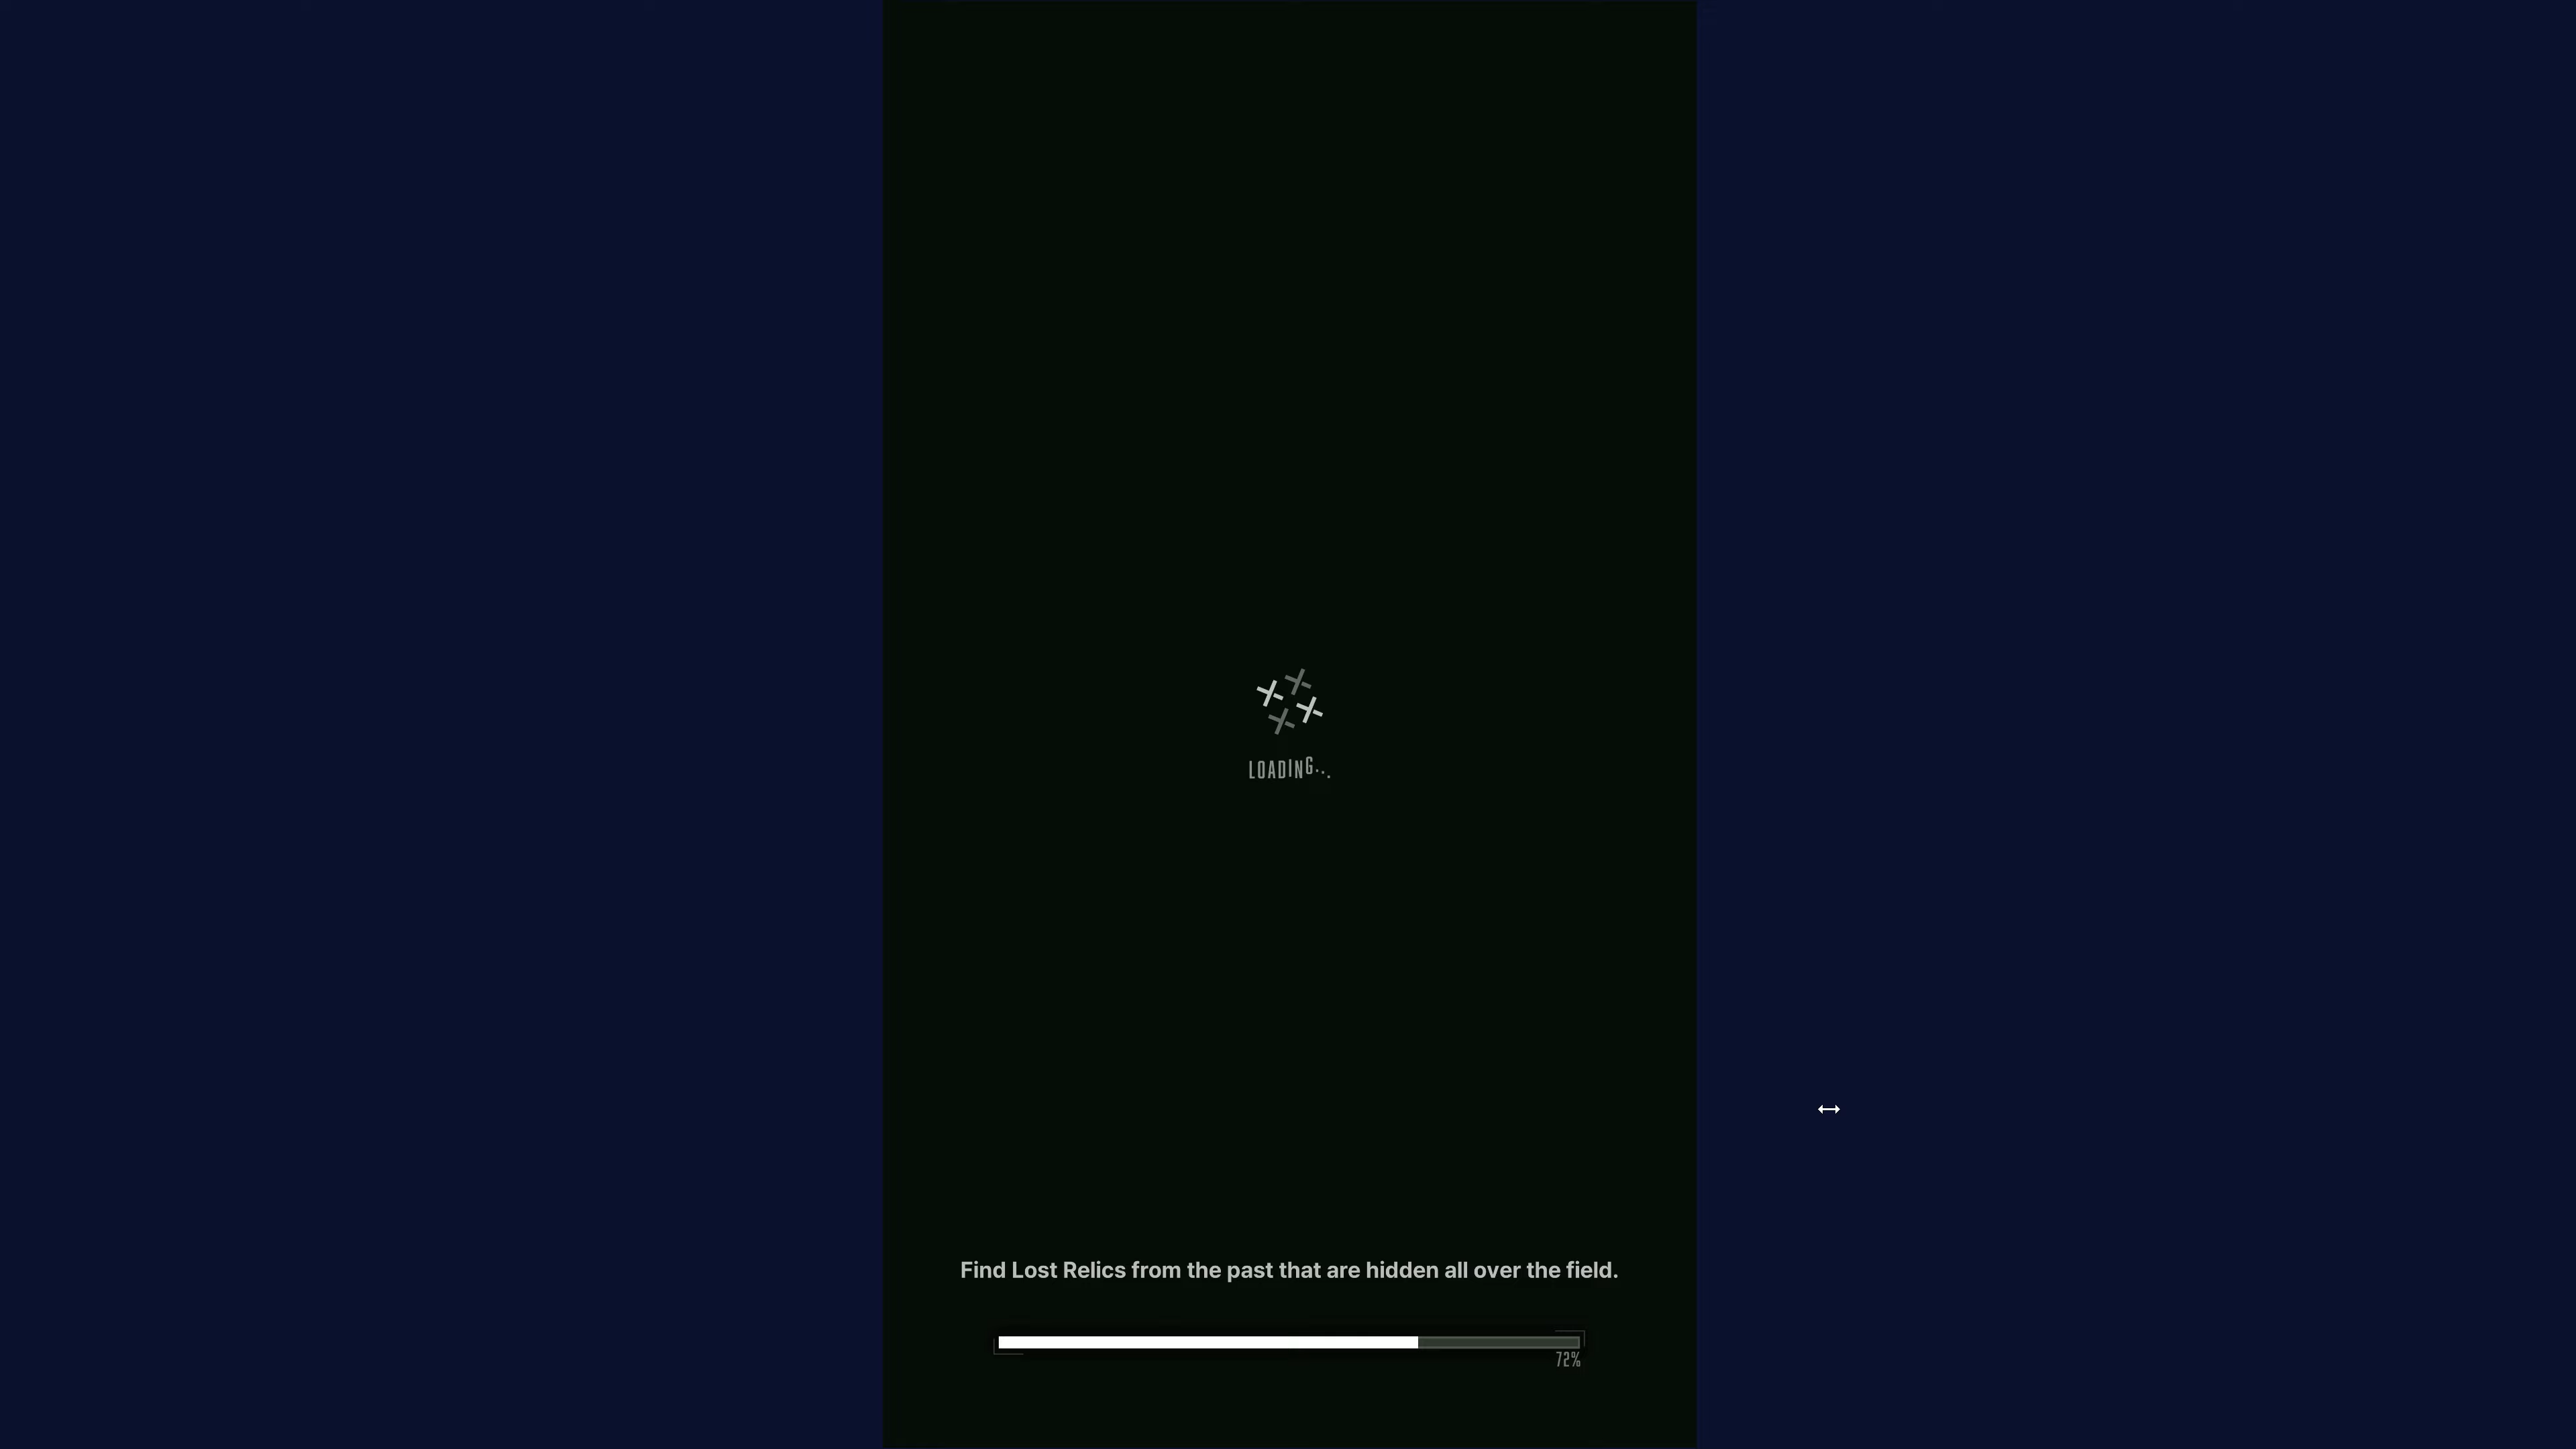 LOADING...
Find Lost Relics from the past that are hidden all over the field.
72%